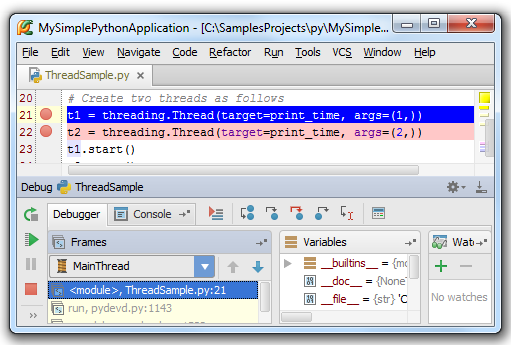 MySimplePythonApplication - [C:\SamplesProjects\py\MySimple
File Edit View Navigate Code Refactor Run Tools VCS Window Help
ThreadSample.py
20 # Create two threads as follows
21 t1 = threading.Thread(target=print_time, args=(1,))
22 t2 = threading.Thread(target=print_time, args=(2,))
23 t1.start()
Debug ThreadSample
Debugger Console
Frames Variables Wat
MainThread
<module>, ThreadSample.py:21
run, pydevd.py:1143
__builtins__ = {mo
__doc__ = {None}
__file__ = {str} 'C
No watches